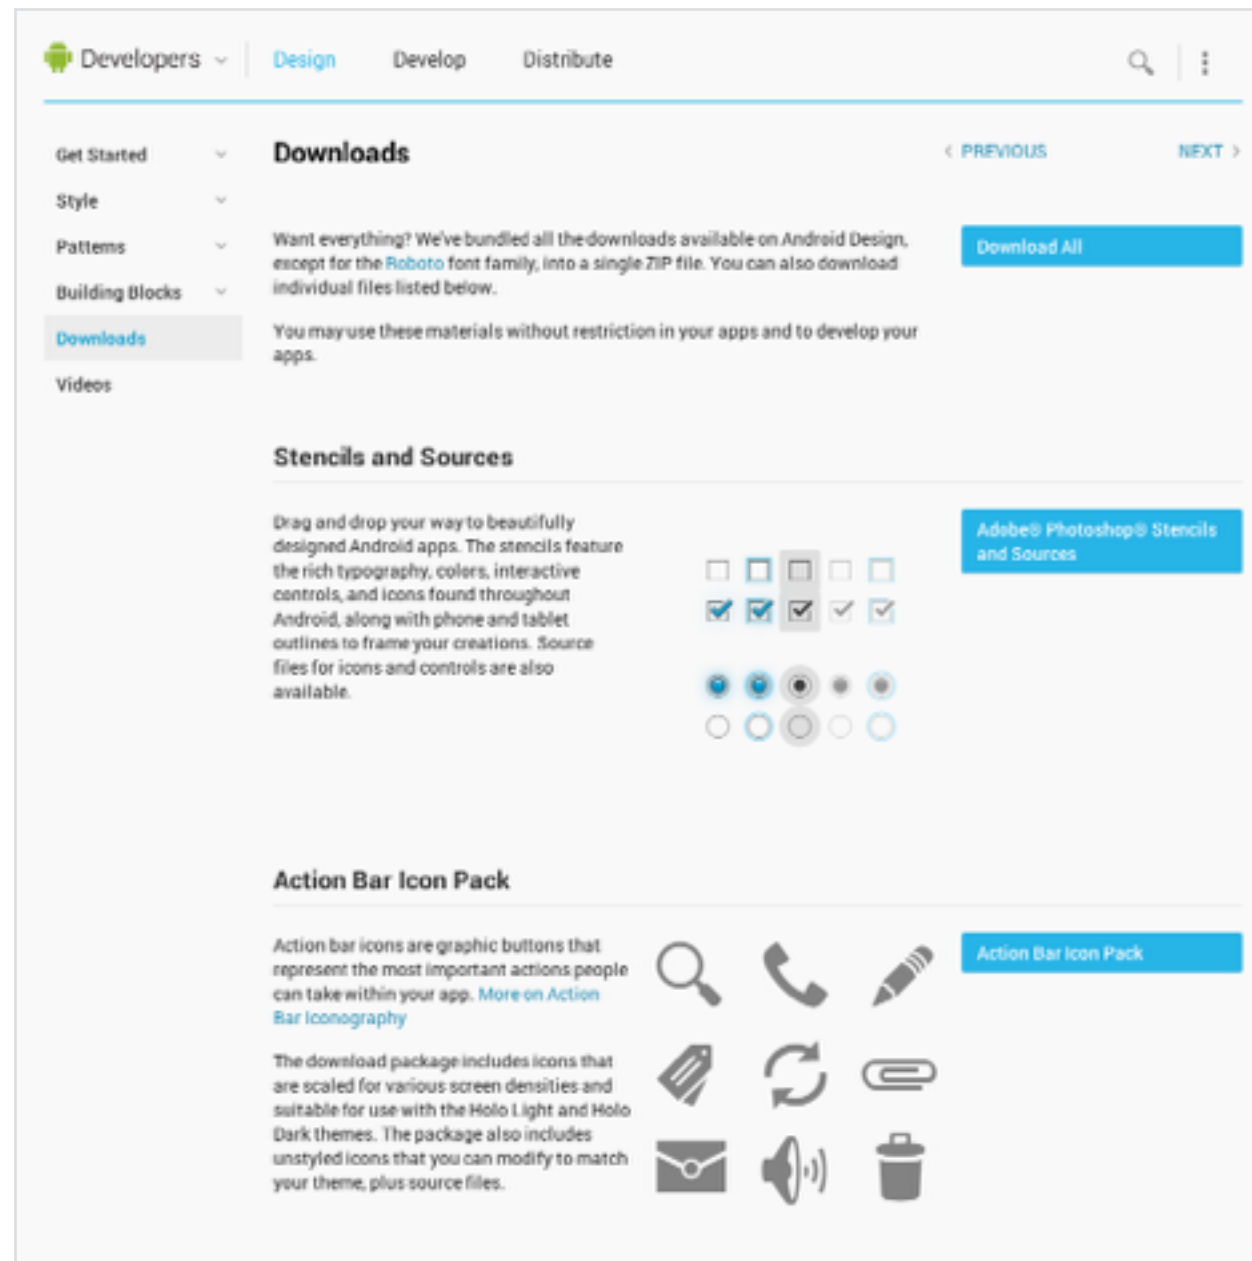 Developers
Design
Develop
Distribute
Get Started
Style
Patterns
Building Blocks
Downloads
Videos
Downloads
PREVIOUS
NEXT
Want everything? We've bundled all the downloads available on Android Design,
except for the Roboto font family, into a single ZIP file. You can also download
individual files listed below.
You may use these materials without restriction in your apps and to develop your
apps.
Download All
Stencils and Sources
Drag and drop your way to beautifully
designed Android apps. The stencils feature
the rich typography, colors, interactive
controls, and icons found throughout
Android, along with phone and tablet
outlines to frame your creations. Source
files for icons and controls are also
available.
Adobe® Photoshop® Stencils
and Sources
Action Bar Icon Pack
Action bar icons are graphic buttons that
represent the most important actions people
can take within your app. More on Action
Bar Iconography
The download package includes icons that
are scaled for various screen densities and
suitable for use with the Holo Light and Holo
Dark themes. The package also includes
unstyled icons that you can modify to match
your theme, plus source files.
Action Bar Icon Pack